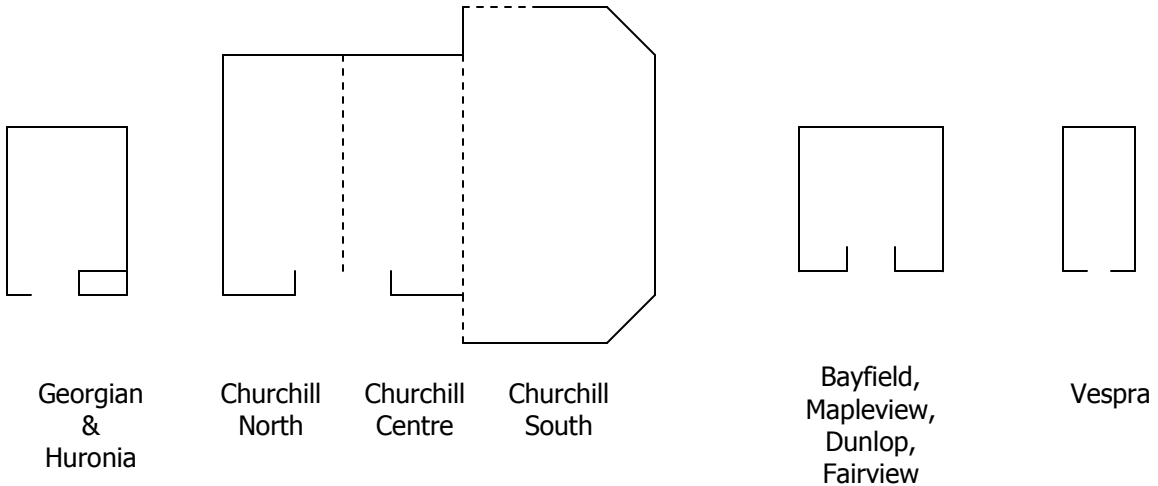 Georgian
&
Huronia
Churchill
North
Churchill
Centre
Churchill
South
Bayfield,
Mapleview,
Dunlop,
Fairview
Vespra